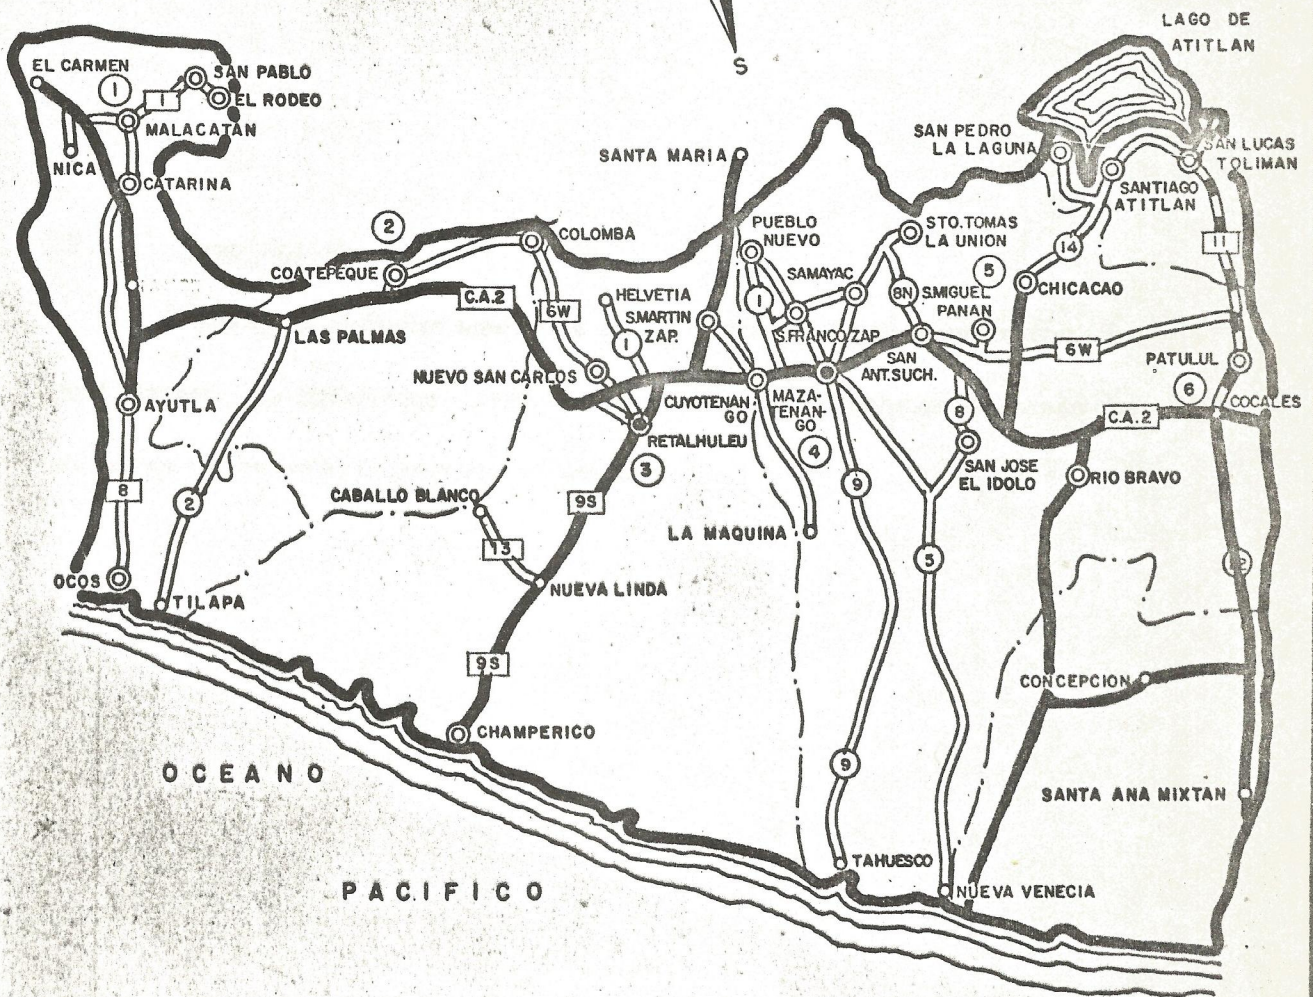 LAGO DE
ATITLAN
S
EL CARMEN
1
1
SAN PABLO
EL RODEO
MALACATAN
NICA
CATARINA
SANTA MARIA
SAN PEDRO
LA LAGUNA
SAN LUCAS
TOLIMAN
SANTIAGO
ATITLAN
2
COLOMBA
PUEBLO
NUEVO
STO. TOMAS
LA UNION
14
11
COATEPEQUE
C.A.2
6W
HELVETIA
S.MARTIN
ZAP.
1
1
SAMAYAC
8N
5
S.MIGUEL
PANAN
CHICACAO
LAS PALMAS
S.FRANCO/ZAP.
SAN
ANT.SUCH.
6W
PATULUL
NUEVO SAN CARLOS
CUYOTENAN
GO
MAZA-
TENAN-
GO
AYUTLA
RETALHULEU
8
C.A.2
6
COCALES
3
4
SAN JOSE
EL IDOLO
RIO BRAVO
8
2
CABALLO BLANCO
9S
9
LA MAQUINA
13
5
OCOS
TILAPA
NUEVA LINDA
9S
CONCEPCION
CHAMPERICO
9
OCEANO
SANTA ANA MIXTAN
PACIFICO
TAHUESCO
NUEVA VENECIA